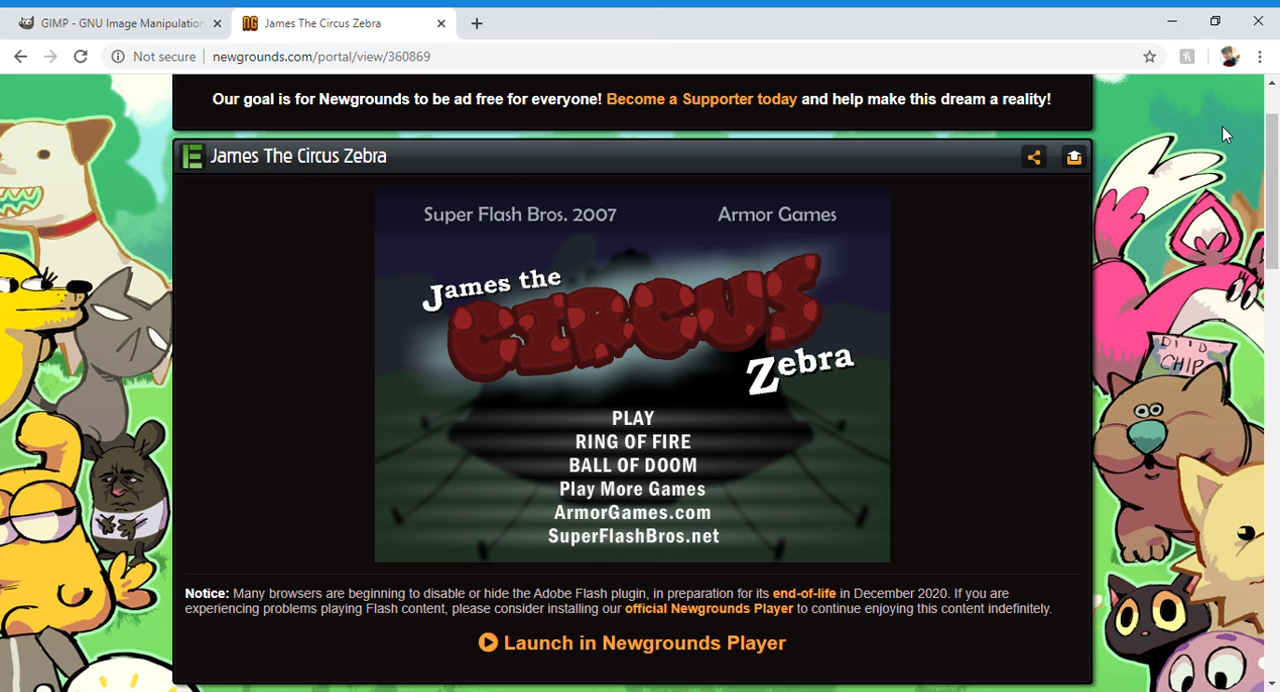 GIMP - GNU Image Manipulation
NG James The Circus Zebra
Not secure | newgrounds.com/portal/view/360869
Our goal is for Newgrounds to be ad free for everyone! Become a Supporter today and help make this dream a reality!
E James The Circus Zebra
Super Flash Bros. 2007 Armor Games
James the
CIRCUS
Zebra
PLAY
RING OF FIRE
BALL OF DOOM
Play More Games
ArmorGames.com
SuperFlashBros.net
CHIP
Notice: Many browsers are beginning to disable or hide the Adobe Flash plugin, in preparation for its end-of-life in December 2020. If you are
experiencing problems playing Flash content, please consider installing our official Newgrounds Player to continue enjoying this content indefinitely.
Launch in Newgrounds Player